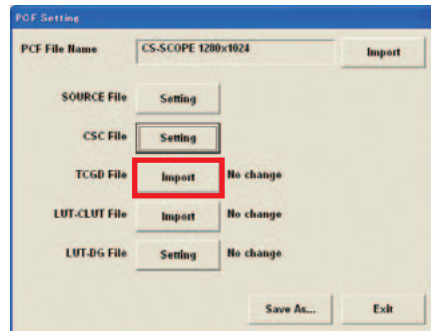 PCF Setting
PCF File Name CS-SCOPE 1280x1024 Import
SOURCE File Setting
CSC File Setting
TCGD File Import No change
LUT-CLUT File Import No change
LUT-DG File Setting No change
Save As... Exit